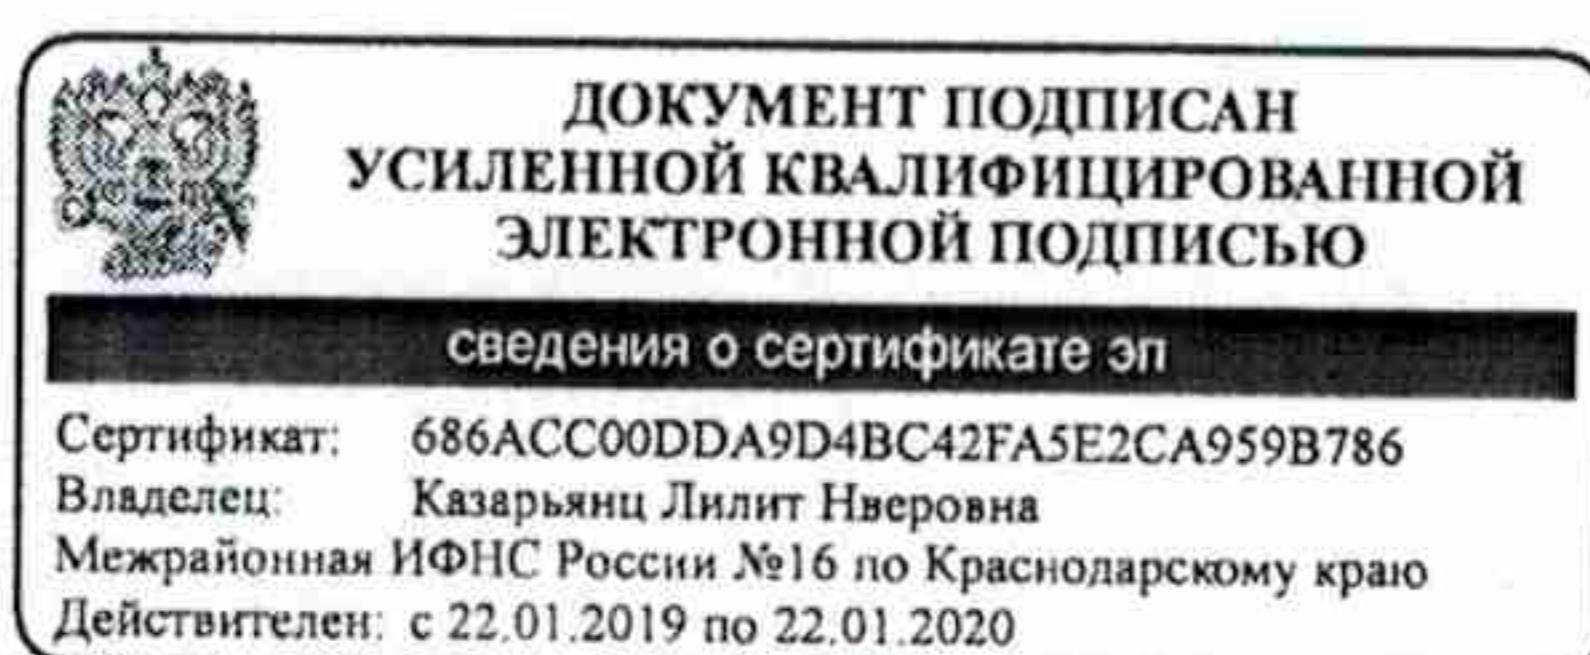 ДОКУМЕНТ ПОДПИСАН
УСИЛЕННОЙ КВАЛИФИЦИРОВАННОЙ
ЭЛЕКТРОННОЙ ПОДПИСЬЮ
сведения о сертификате эп
Сертификат: 686ACC00DDA9D4BC42FA5E2CA959B786
Владелец: Казарьянц Лилит Нверовна
Межрайонная ИФНС России №16 по Краснодарскому краю
Действителен: с 22.01.2019 по 22.01.2020